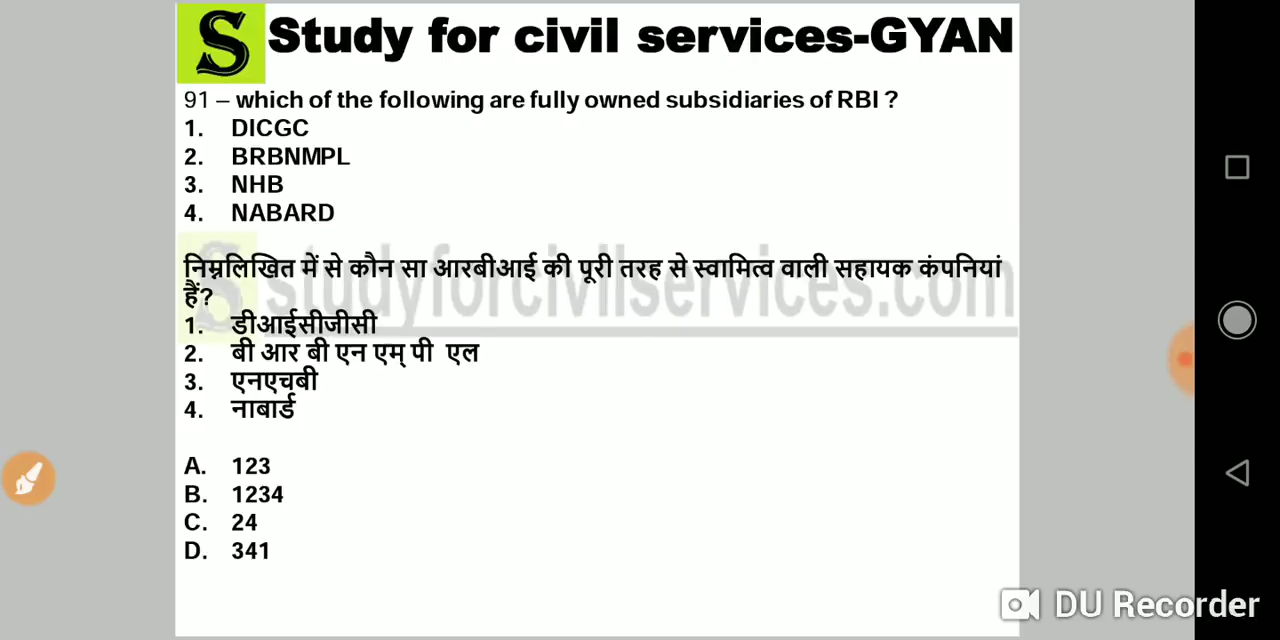 S Study for civil services-GYAN
91 – which of the following are fully owned subsidiaries of RBI ?
1. DICGC
2. BRBNMPL
3. NHB
4. NABARD
निम्नलिखित में से कौन सा आरबीआई की पूरी तरह से स्वामित्व वाली सहायक कंपनियां
हैं?
S studyforcivilservices.com
1. डीआईसीजीसी
2. बी आर बी एन एम् पी एल
3. एनएचबी
4. नाबार्ड
A. 123
B. 1234
C. 24
D. 341
DU Recorder